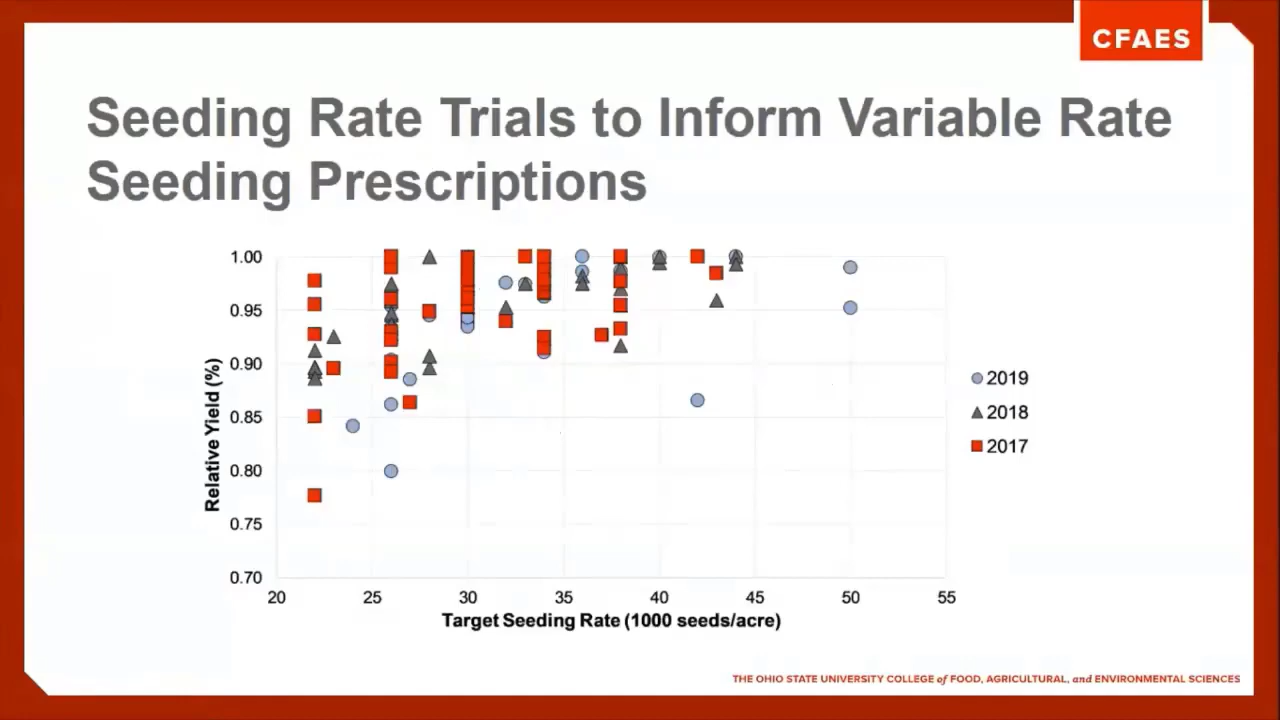 CFAES
Seeding Rate Trials to Inform Variable Rate
Seeding Prescriptions
1.00
0.95
0.90
0.85
0.80
0.75
0.70
Relative Yield (%)
20 25 30 35 40 45 50 55
Target Seeding Rate (1000 seeds/acre)
2019
2018
2017
THE OHIO STATE UNIVERSITY COLLEGE of FOOD, AGRICULTURAL, and ENVIRONMENTAL SCIENCES